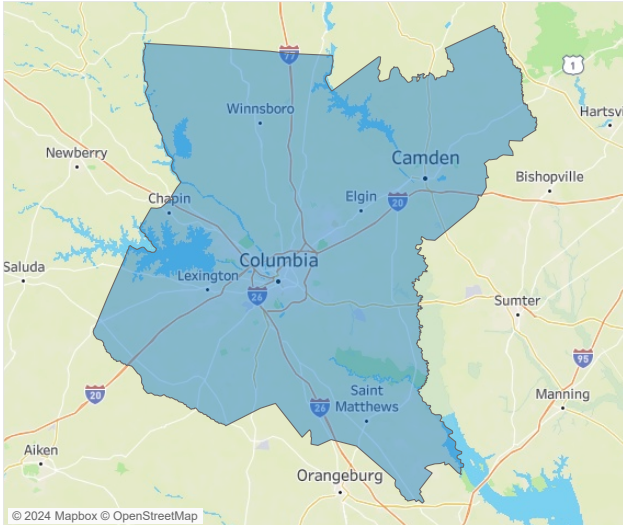 77
1
Winnsboro
Hartsvi
Newberry
Camden
Bishopville
Chapin
Elgin
20
Columbia
Saluda
Lexington
26
Sumter
95
20
26
Saint
Matthews
Manning
Aiken
Orangeburg
© 2024 Mapbox © OpenStreetMap